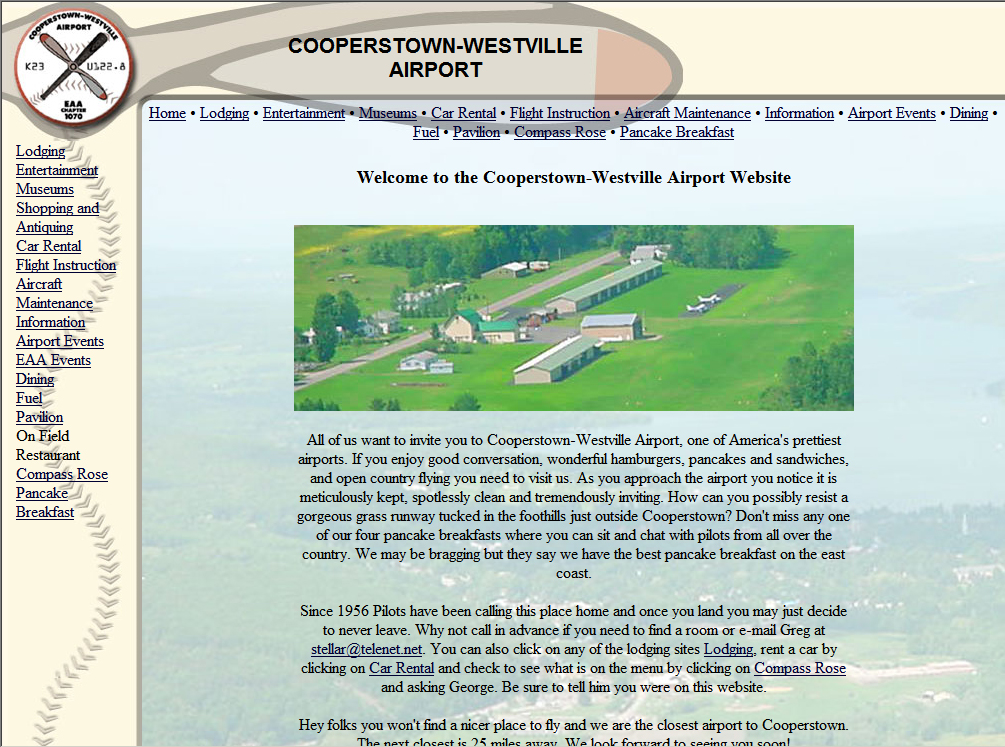 COOPERSTOWN-WESTVILLE
AIRPORT
K23
U122.8
EAA
CHAPTER
1070
COOPERSTOWN-WESTVILLE
AIRPORT
Home • Lodging • Entertainment • Museums • Car Rental • Flight Instruction • Aircraft Maintenance • Information • Airport Events • Dining •
Fuel • Pavilion • Compass Rose • Pancake Breakfast
Lodging
Entertainment
Museums
Shopping and
Antiquing
Car Rental
Flight Instruction
Aircraft
Maintenance
Information
Airport Events
EAA Events
Dining
Fuel
Pavilion
On Field
Restaurant
Compass Rose
Pancake
Breakfast
Welcome to the Cooperstown-Westville Airport Website
All of us want to invite you to Cooperstown-Westville Airport, one of America's prettiest
airports. If you enjoy good conversation, wonderful hamburgers, pancakes and sandwiches,
and open country flying you need to visit us. As you approach the airport you notice it is
meticulously kept, spotlessly clean and tremendously inviting. How can you possibly resist a
gorgeous grass runway tucked in the foothills just outside Cooperstown? Don't miss any one
of our four pancake breakfasts where you can sit and chat with pilots from all over the
country. We may be bragging but they say we have the best pancake breakfast on the east
coast.
Since 1956 Pilots have been calling this place home and once you land you may just decide
to never leave. Why not call in advance if you need to find a room or e-mail Greg at
stellar@telenet.net. You can also click on any of the lodging sites Lodging, rent a car by
clicking on Car Rental and check to see what is on the menu by clicking on Compass Rose
and asking George. Be sure to tell him you were on this website.
Hey folks you won't find a nicer place to fly and we are the closest airport to Cooperstown.
The next closest is 25 miles away. We look forward to seeing you soon!